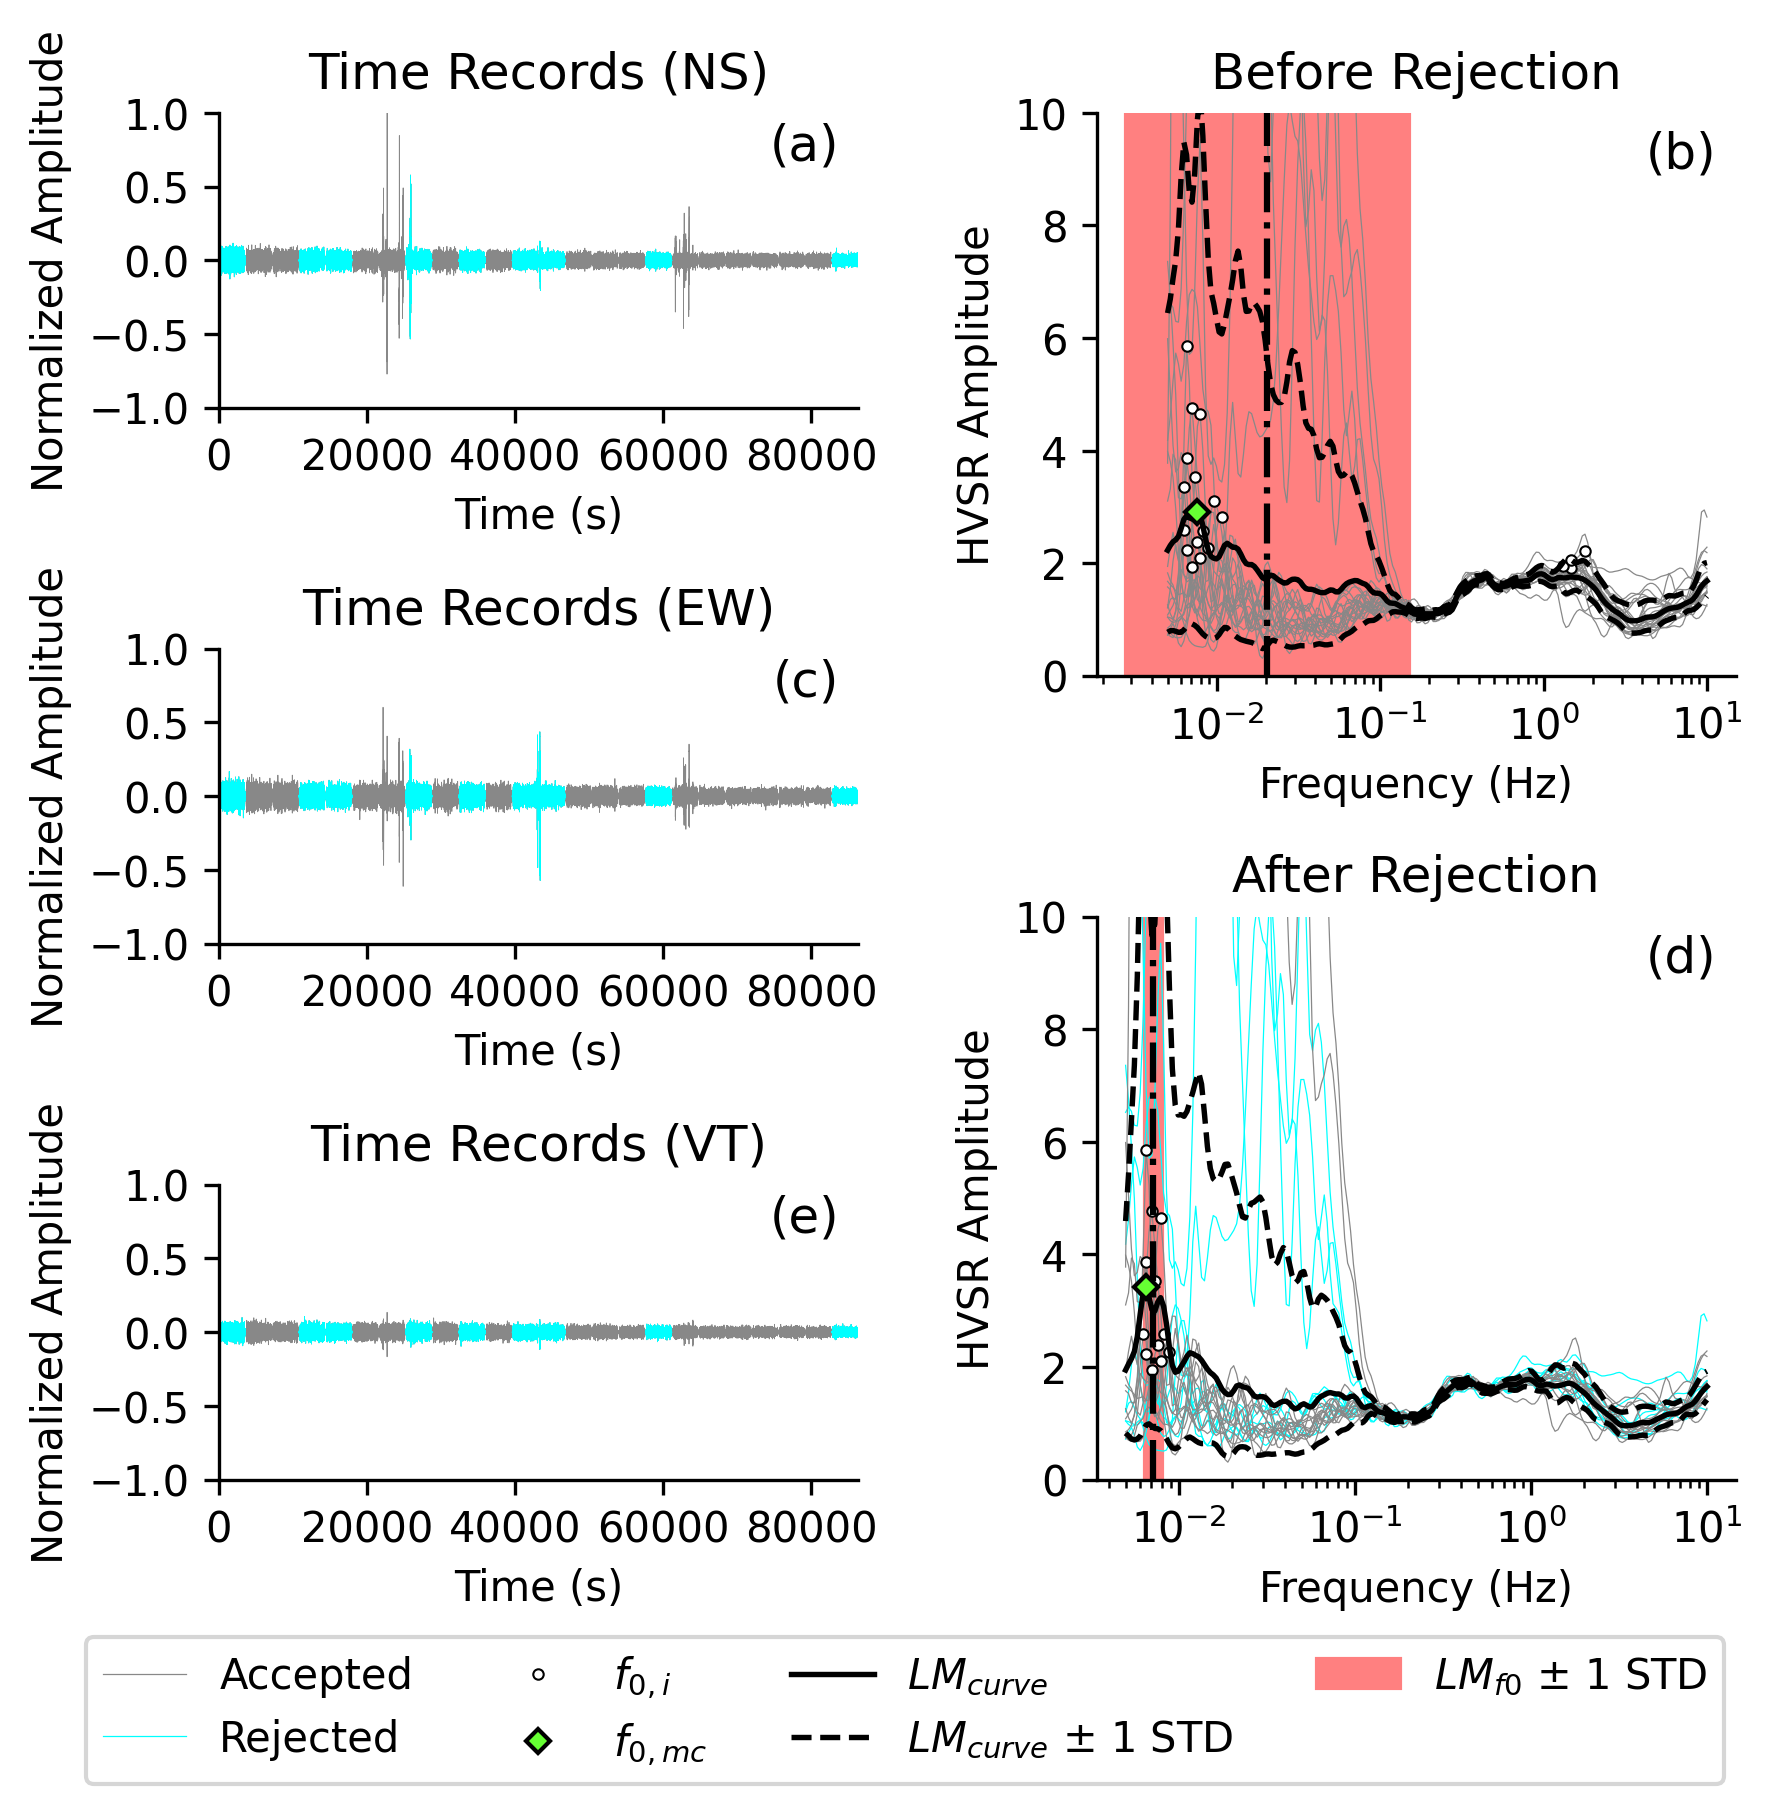 Time Records (NS)
(a)
Normalized Amplitude
1.0
0.5
0.0
−0.5
−1.0
0 20000 40000 60000 80000
Time (s)
Before Rejection
(b)
HVSR Amplitude
10
8
6
4
2
0
10⁻² 10⁻¹ 10⁰ 10¹
Frequency (Hz)
Time Records (EW)
(c)
Normalized Amplitude
1.0
0.5
0.0
−0.5
−1.0
0 20000 40000 60000 80000
Time (s)
After Rejection
(d)
HVSR Amplitude
10
8
6
4
2
0
10⁻² 10⁻¹ 10⁰ 10¹
Frequency (Hz)
Time Records (VT)
(e)
Normalized Amplitude
1.0
0.5
0.0
−0.5
−1.0
0 20000 40000 60000 80000
Time (s)
Accepted
Rejected
f0,i
f0,mc
LMcurve
LMcurve ± 1 STD
LMf0 ± 1 STD